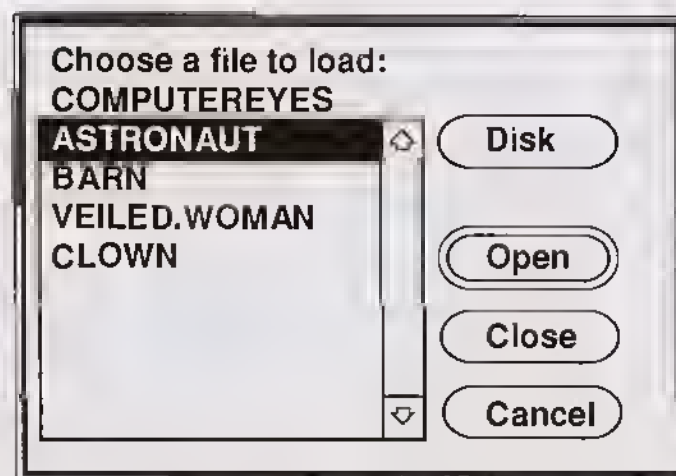 Choose a file to load:
COMPUTEREYES
ASTRONAUT
BARN
VEILED.WOMAN
CLOWN
Disk
Open
Close
Cancel